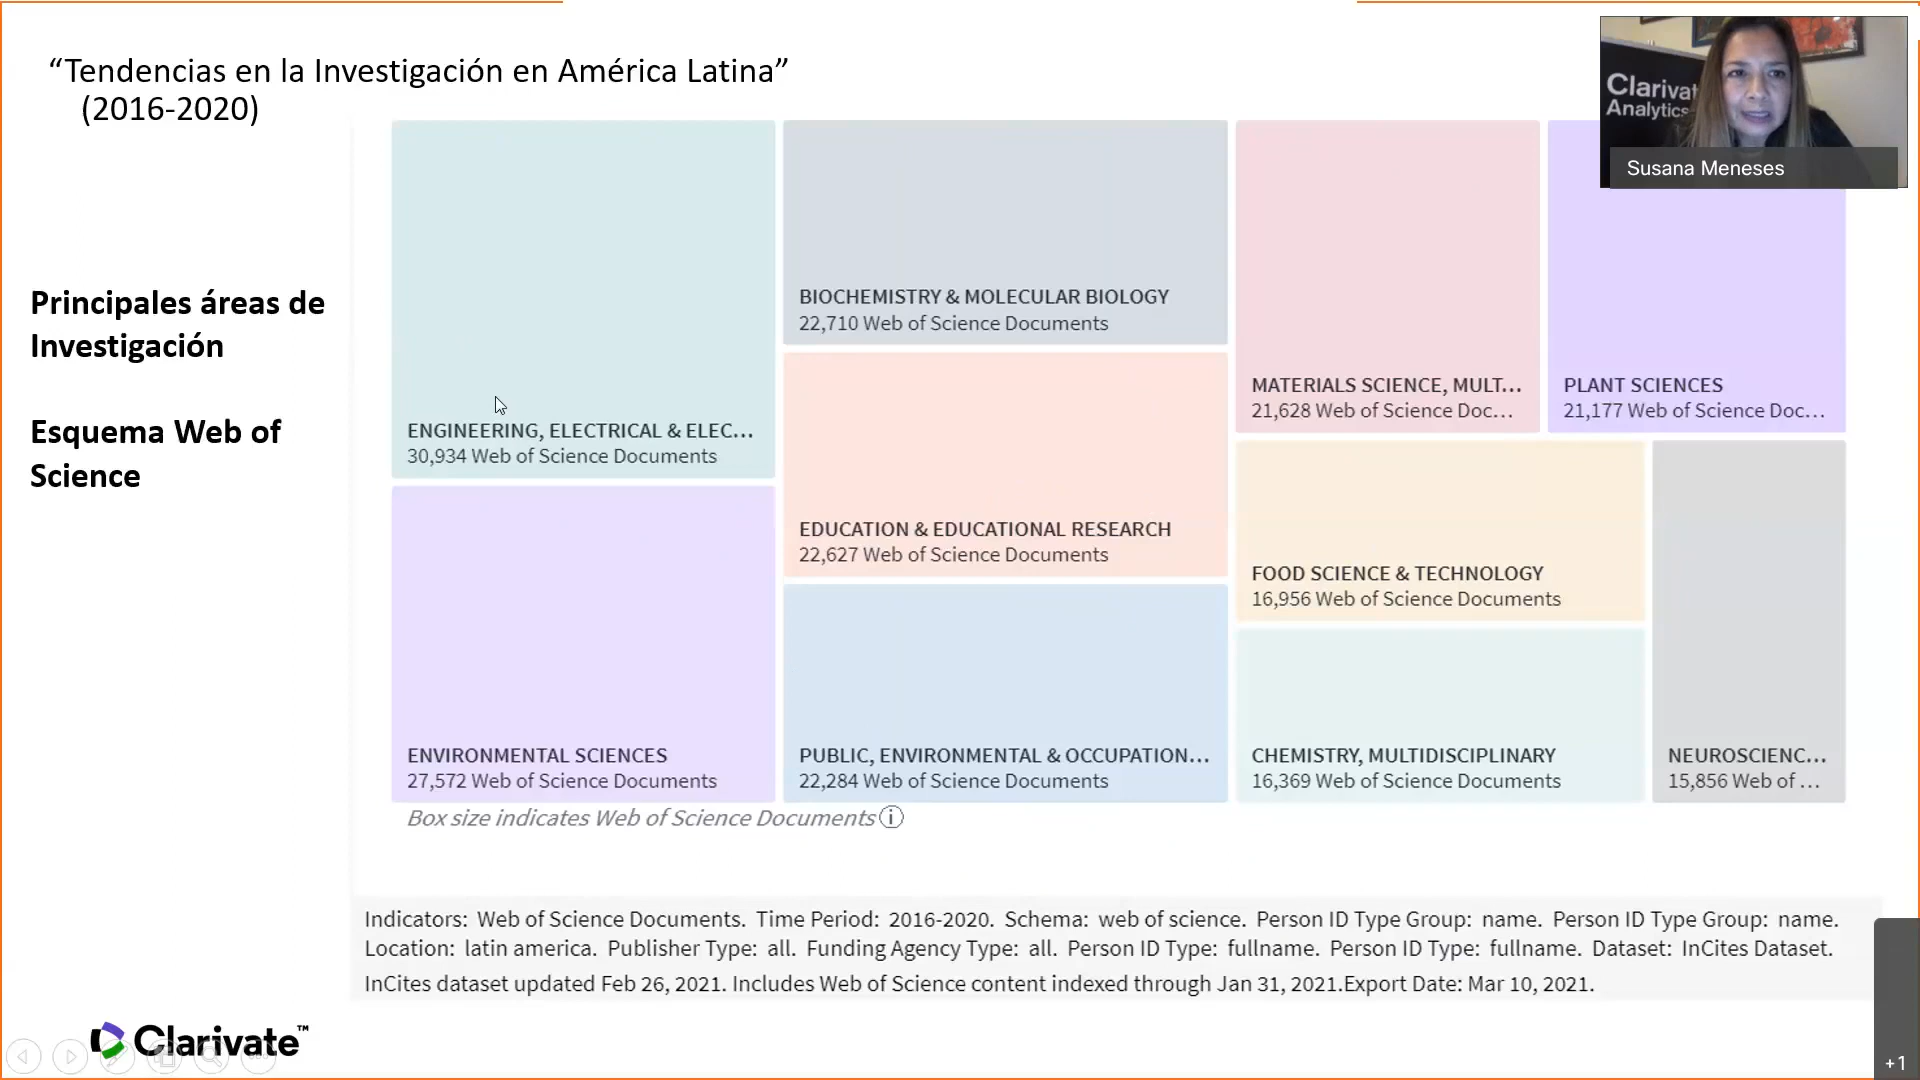 “Tendencias en la Investigación en América Latina”
(2016-2020)
Clarivat
Analytics
Susana Meneses
Principales áreas de
Investigación
Esquema Web of
Science
ENGINEERING, ELECTRICAL & ELEC...
30,934 Web of Science Documents
ENVIRONMENTAL SCIENCES
27,572 Web of Science Documents
BIOCHEMISTRY & MOLECULAR BIOLOGY
22,710 Web of Science Documents
EDUCATION & EDUCATIONAL RESEARCH
22,627 Web of Science Documents
PUBLIC, ENVIRONMENTAL & OCCUPATION...
22,284 Web of Science Documents
MATERIALS SCIENCE, MULT...
21,628 Web of Science Doc...
PLANT SCIENCES
21,177 Web of Science Doc...
FOOD SCIENCE & TECHNOLOGY
16,956 Web of Science Documents
CHEMISTRY, MULTIDISCIPLINARY
16,369 Web of Science Documents
NEUROSCIENC...
15,856 Web of ...
Box size indicates Web of Science Documents
Indicators: Web of Science Documents. Time Period: 2016-2020. Schema: web of science. Person ID Type Group: name. Person ID Type Group: name.
Location: latin america. Publisher Type: all. Funding Agency Type: all. Person ID Type: fullname. Person ID Type: fullname. Dataset: InCites Dataset.
InCites dataset updated Feb 26, 2021. Includes Web of Science content indexed through Jan 31, 2021.Export Date: Mar 10, 2021.
Clarivate™
+1